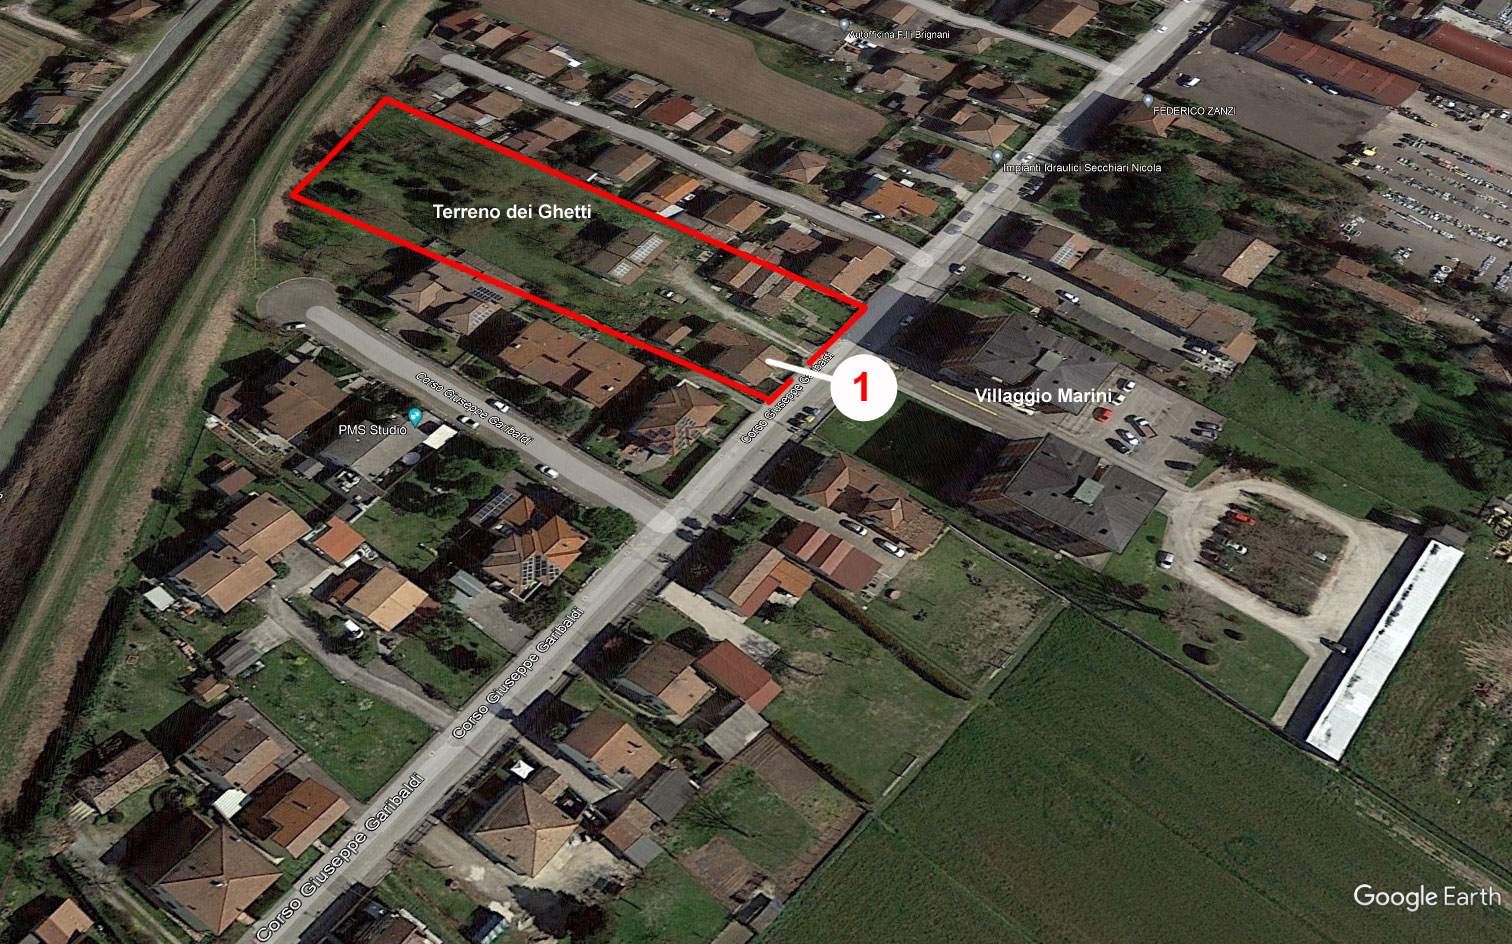 Autofficina F.lli Brignani
FEDERICO ZANZI
Impianti Idraulici Secchiari Nicola
Terreno dei Ghetti
1
Villaggio Marini
Corso Giuseppe Garibaldi
PMS Studio
Corso Giuseppe Garibaldi
Corso Giuseppe Garibaldi
Corso Giuseppe Garibaldi
Google Earth